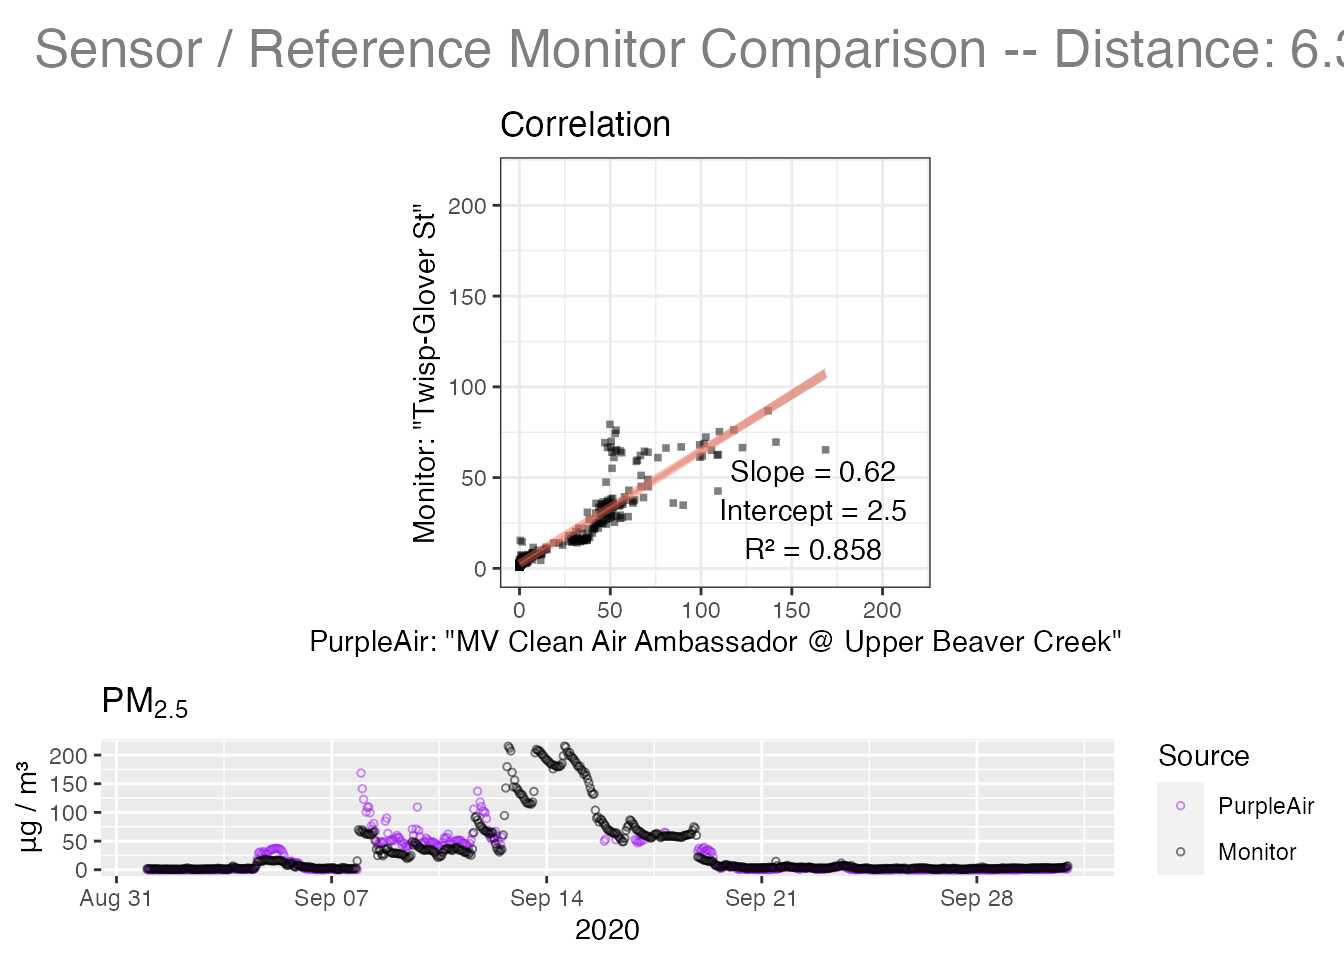 Sensor / Reference Monitor Comparison -- Distance: 6.3
Correlation
Monitor: "Twisp-Glover St"
200
150
100
50
0
Slope = 0.62
Intercept = 2.5
R² = 0.858
0 50 100 150 200
PurpleAir: "MV Clean Air Ambassador @ Upper Beaver Creek"
PM2.5
µg / m³
200
150
100
50
0
Aug 31 Sep 07 Sep 14 Sep 21 Sep 28
2020
Source
PurpleAir
Monitor